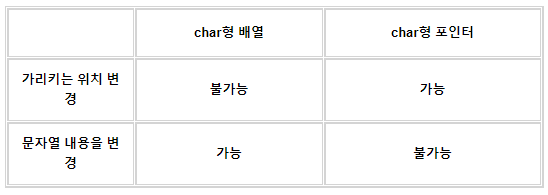 char형 배열
char형 포인터
가리키는 위치 변
경
불가능
가능
문자열 내용을 변
경
가능
불가능